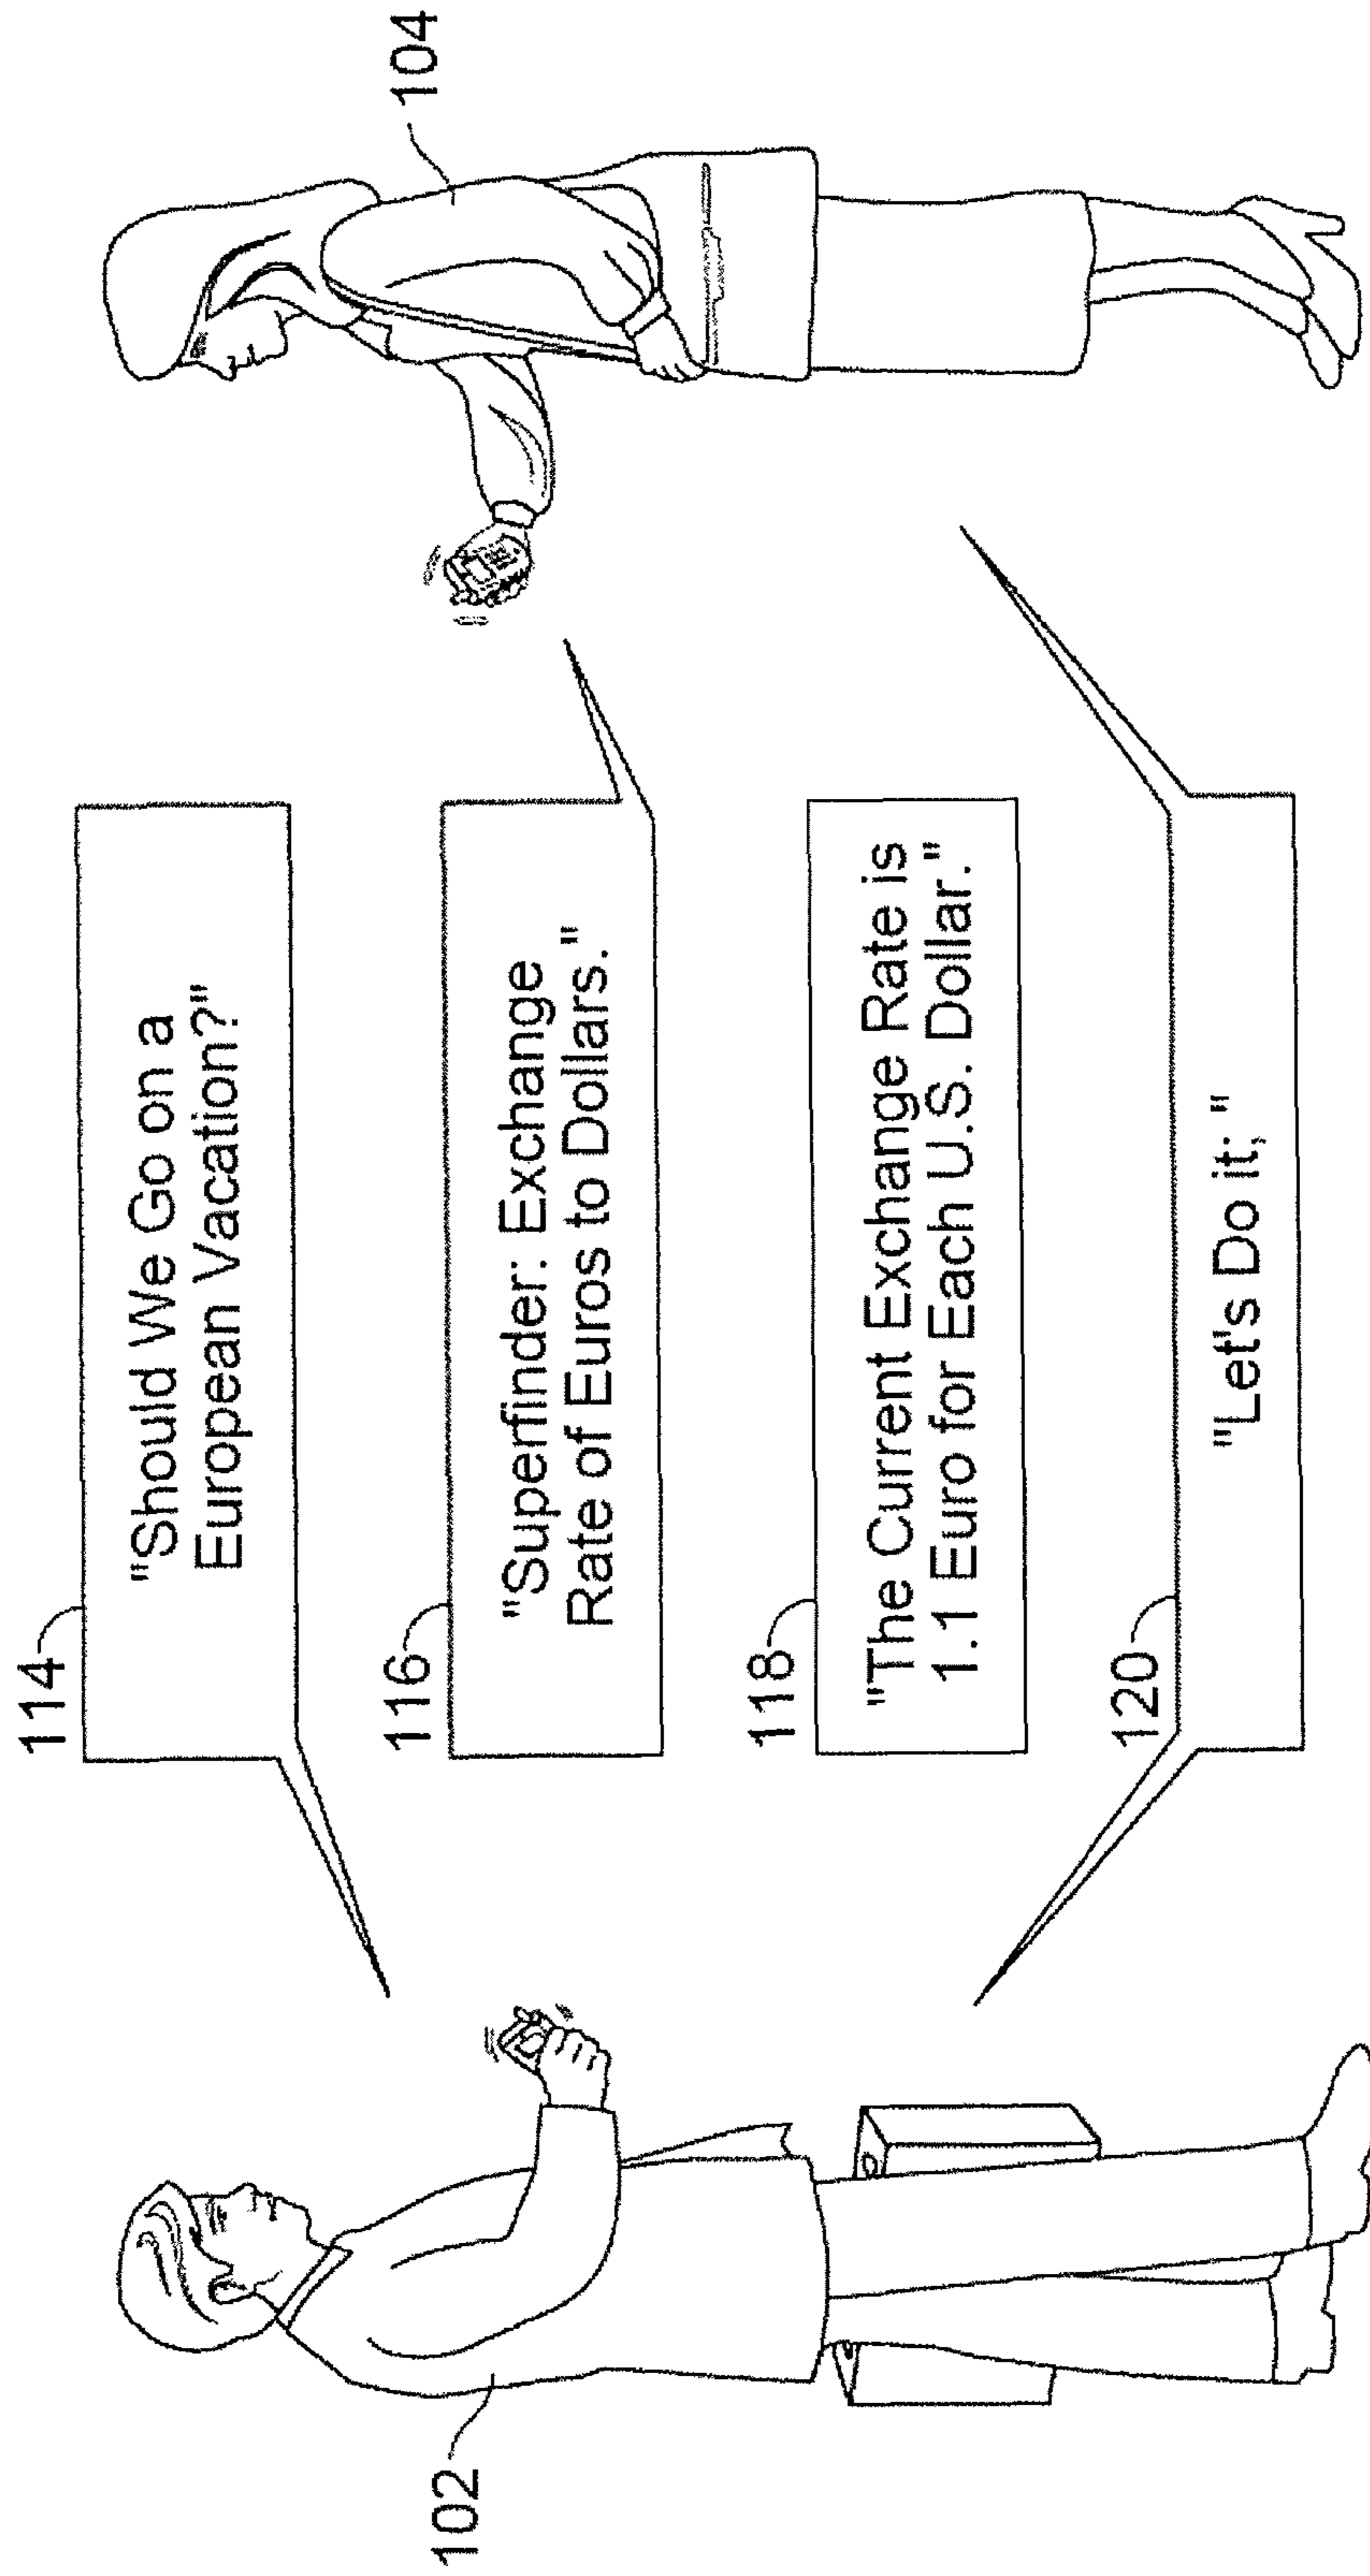 114
"Should We Go on a
European Vacation?"
116
"Superfinder: Exchange
Rate of Euros to Dollars."
118
"The Current Exchange Rate is
1.1 Euro for Each U.S. Dollar."
120
"Let's Do it; "
102
104